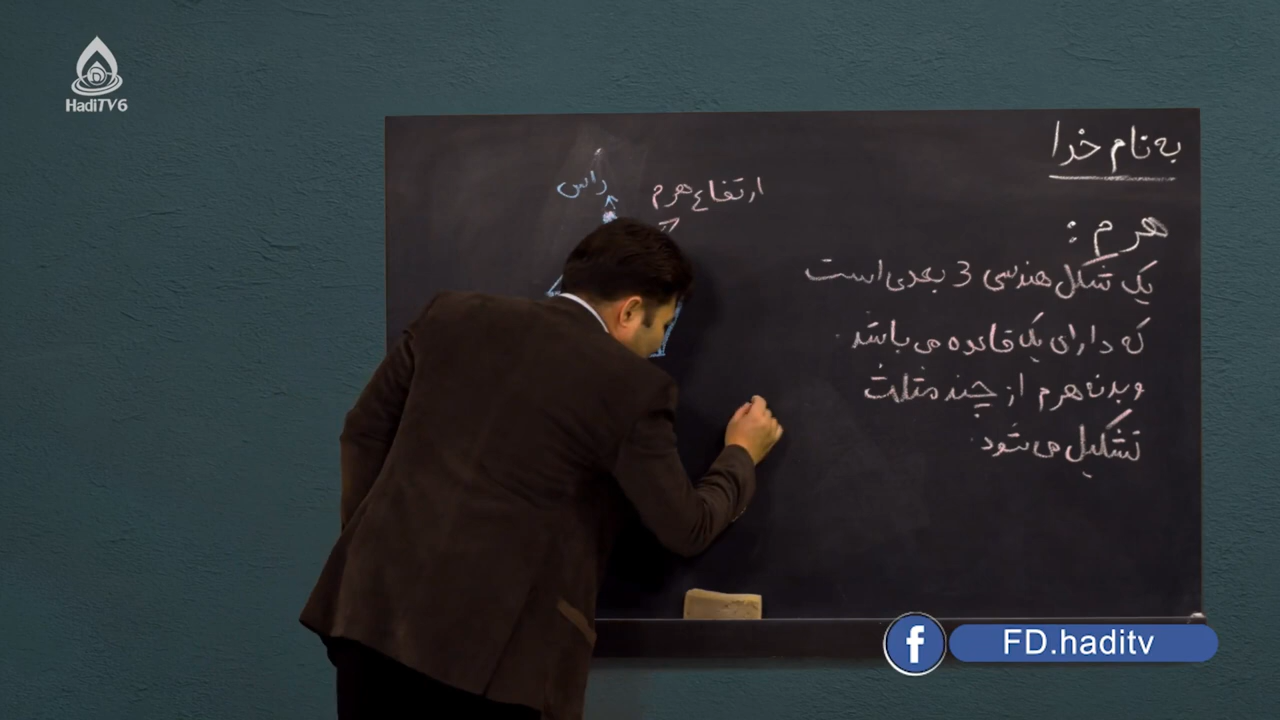 HadiTV6
به نام خدا
راس
ارتفاع هرم
هرم :
یک شکل هندسی 3 بعدی است
که دارای یک قاعده می باشد.
و بدنه هرم از چند مثلث
تشکیل می شود.
FD.haditv